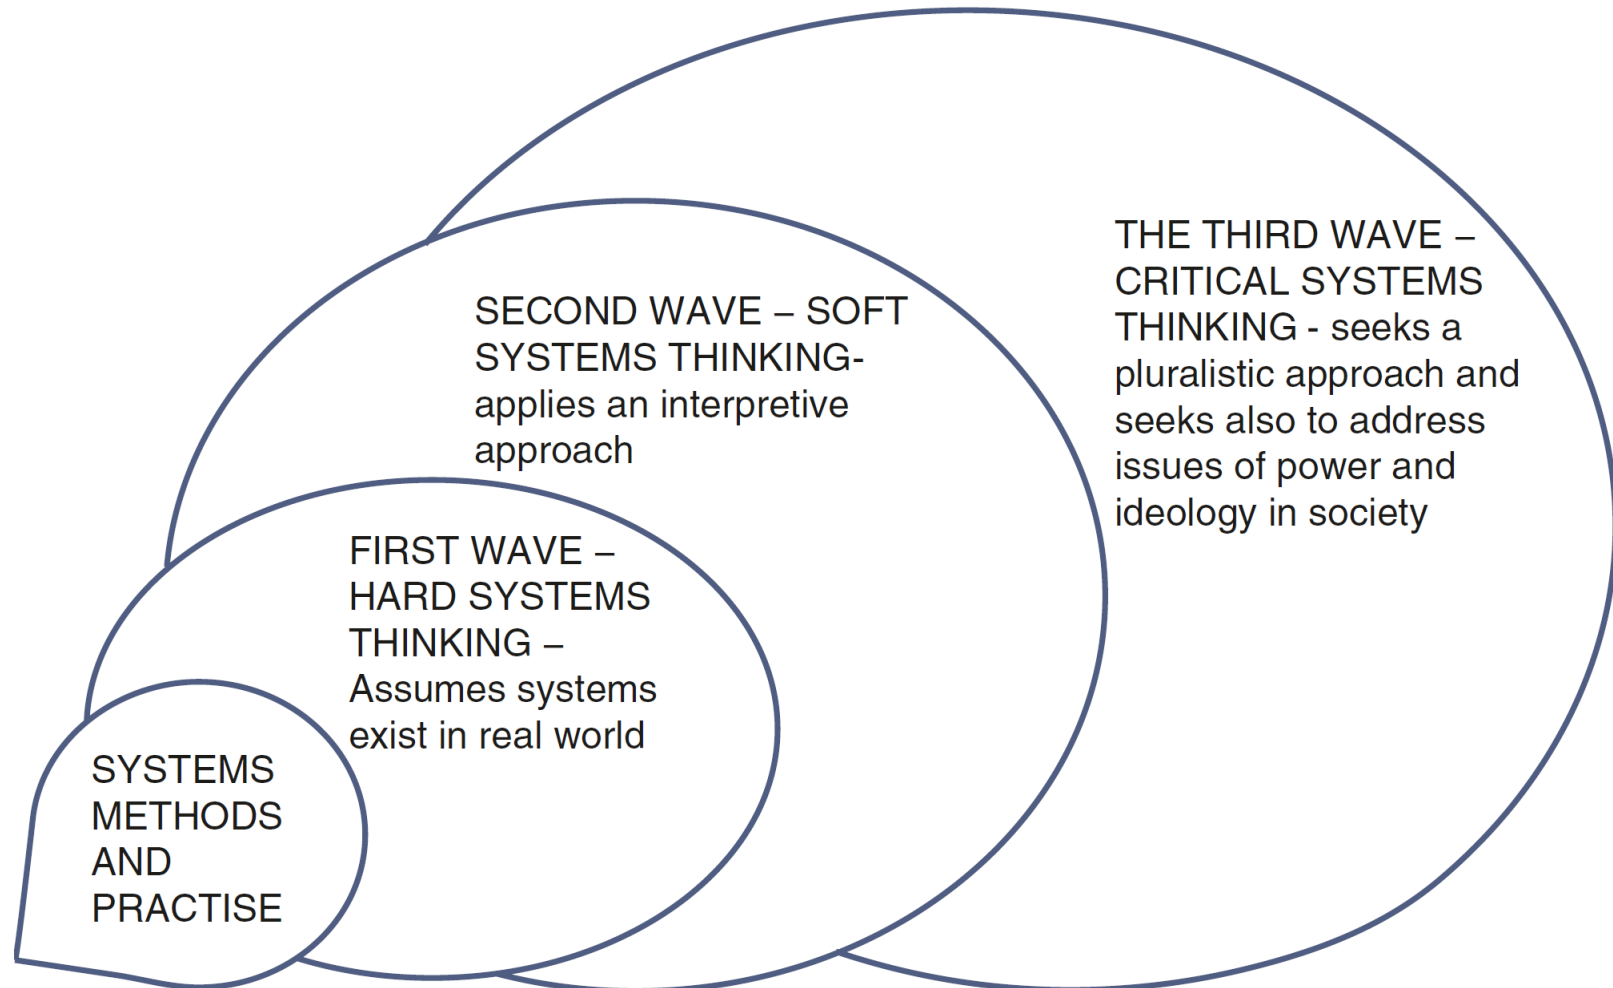 THE THIRD WAVE –
CRITICAL SYSTEMS
THINKING - seeks a
pluralistic approach and
seeks also to address
issues of power and
ideology in society
SECOND WAVE – SOFT
SYSTEMS THINKING-
applies an interpretive
approach
FIRST WAVE –
HARD SYSTEMS
THINKING –
Assumes systems
exist in real world
SYSTEMS
METHODS
AND
PRACTISE